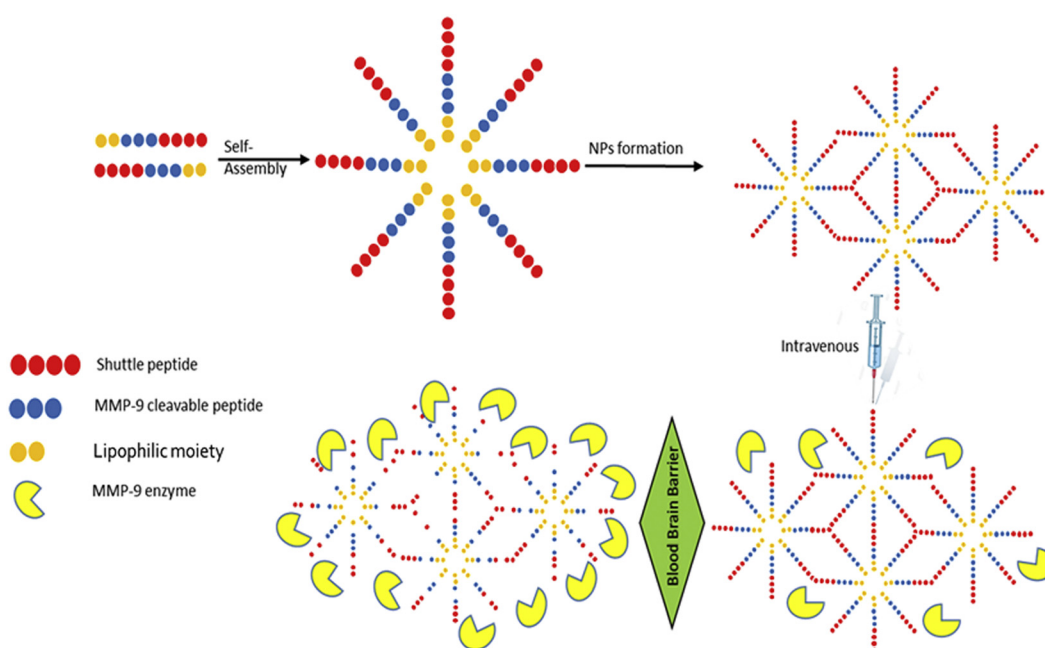 Self-
Assembly
NPs formation
Intravenous
Shuttle peptide
MMP-9 cleavable peptide
Lipophilic moiety
MMP-9 enzyme
Blood Brain Barrier